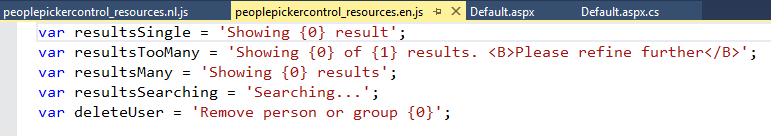 peoplepickercontrol_resources.nl.js peoplepickercontrol_resources.en.js Default.aspx Default.aspx.cs
var resultsSingle = 'Showing {0} result';
var resultsTooMany = 'Showing {0} of {1} results. <B>Please refine further</B>';
var resultsMany = 'Showing {0} results';
var resultsSearching = 'Searching...';
var deleteUser = 'Remove person or group {0}';